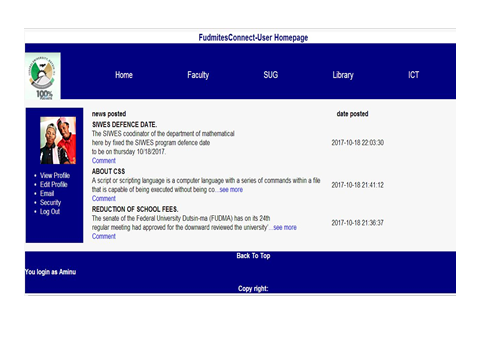 FudmitesConnect-User Homepage
Home Faculty SUG Library ICT
100%
news posted date posted
SIWES DEFENCE DATE.
The SIWES coodinator of the department of mathematical
here by fixed the SIWES program defence date
to be on thursday 10/18/2017.
2017-10-18 22:03:30
Comment
View Profile
Edit Profile
Email
Security
Log Out
ABOUT CSS
A script or scripting language is a computer language with a series of commands within a file
that is capable of being executed without being co...see more
2017-10-18 21:41:12
Comment
REDUCTION OF SCHOOL FEES.
The senate of the Federal University Dutsin-ma (FUDMA) has on its 24th
regular meeting had approved for the downward reviewed the university'...see more
2017-10-18 21:36:37
Comment
Back To Top
You login as Aminu
Copy right: